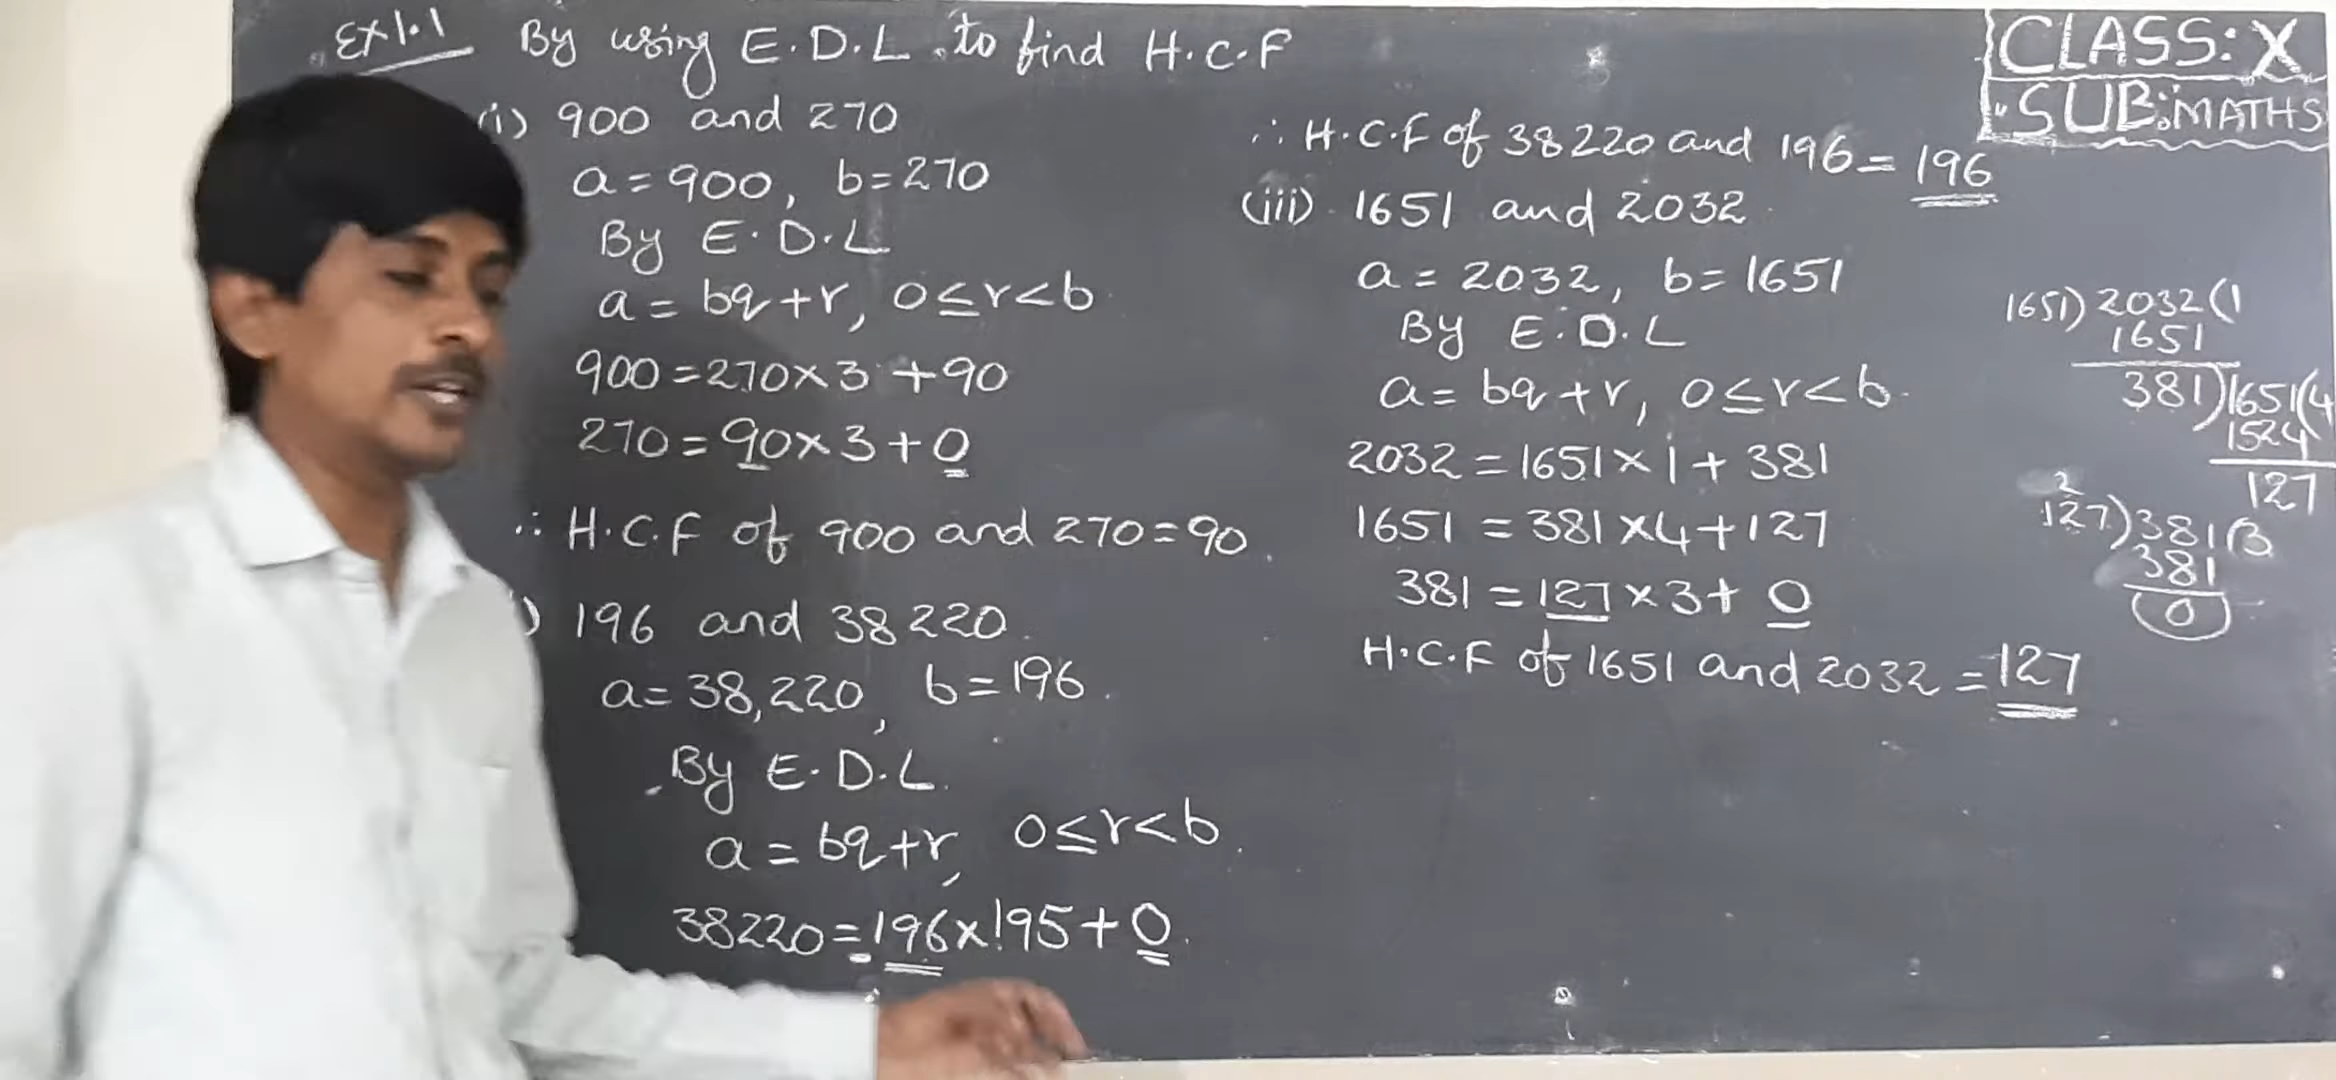 Ex 1.1 By using E.D.L. to find H.C.F
(i) 900 and 270
a = 900, b = 270
By E.D.L
a = bq + r, 0 ≤ r < b
900 = 270 × 3 + 90
270 = 90 × 3 + 0
∴ H.C.F of 900 and 270 = 90.
) 196 and 38220
a = 38,220, b = 196.
By E.D.L.
a = bq + r, 0 ≤ r < b.
38220 = 196 × 195 + 0.
∴ H.C.F of 38220 and 196 = 196
(iii) 1651 and 2032
a = 2032, b = 1651
By E.D.L
a = bq + r, 0 ≤ r < b.
2032 = 1651 × 1 + 381
1651 = 381 × 4 + 127
381 = 127 × 3 + 0
H.C.F of 1651 and 2032 = 127
CLASS: X
SUB: MATHS
1651) 2032 (1
1651
381) 1651 (4
1524
127
2
127) 381 (3
381
0